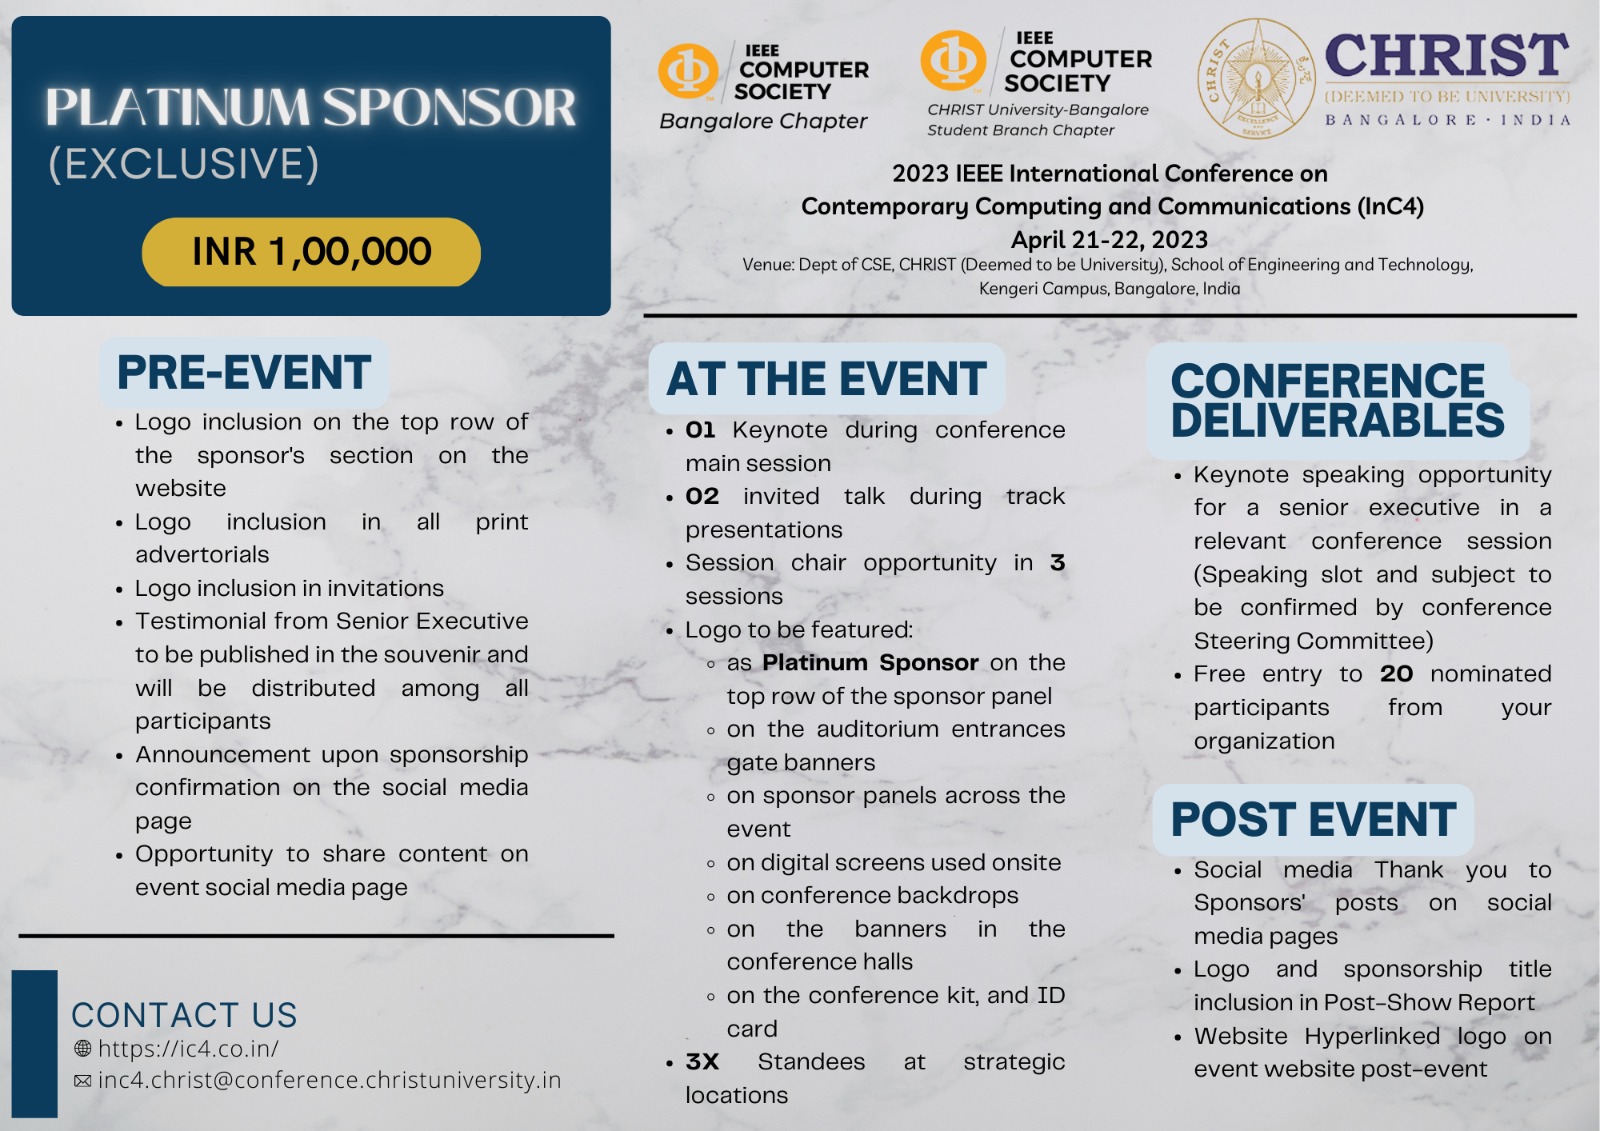 PLATINUM SPONSOR
(EXCLUSIVE)
INR 1,00,000
IEEE
COMPUTER
SOCIETY
Bangalore Chapter
IEEE
COMPUTER
SOCIETY
CHRIST University-Bangalore
Student Branch Chapter
CHRIST
EXCELLENCE
AND
SERVICE
CHRIST
(DEEMED TO BE UNIVERSITY)
BANGALORE · INDIA
2023 IEEE International Conference on
Contemporary Computing and Communications (InC4)
April 21-22, 2023
Venue: Dept of CSE, CHRIST (Deemed to be University), School of Engineering and Technology,
Kengeri Campus, Bangalore, India
PRE-EVENT
• Logo inclusion on the top row of
the sponsor's section on the
website
• Logo inclusion in all print
advertorials
• Logo inclusion in invitations
• Testimonial from Senior Executive
to be published in the souvenir and
will be distributed among all
participants
• Announcement upon sponsorship
confirmation on the social media
page
• Opportunity to share content on
event social media page
CONTACT US
https://ic4.co.in/
inc4.christ@conference.christuniversity.in
AT THE EVENT
• 01 Keynote during conference
main session
• 02 invited talk during track
presentations
• Session chair opportunity in 3
sessions
• Logo to be featured:
◦ as Platinum Sponsor on the
top row of the sponsor panel
◦ on the auditorium entrances
gate banners
◦ on sponsor panels across the
event
◦ on digital screens used onsite
◦ on conference backdrops
◦ on the banners in the
conference halls
◦ on the conference kit, and ID
card
• 3X Standees at strategic
locations
CONFERENCE
DELIVERABLES
• Keynote speaking opportunity
for a senior executive in a
relevant conference session
(Speaking slot and subject to
be confirmed by conference
Steering Committee)
• Free entry to 20 nominated
participants from your
organization
POST EVENT
• Social media Thank you to
Sponsors' posts on social
media pages
• Logo and sponsorship title
inclusion in Post-Show Report
• Website Hyperlinked logo on
event website post-event